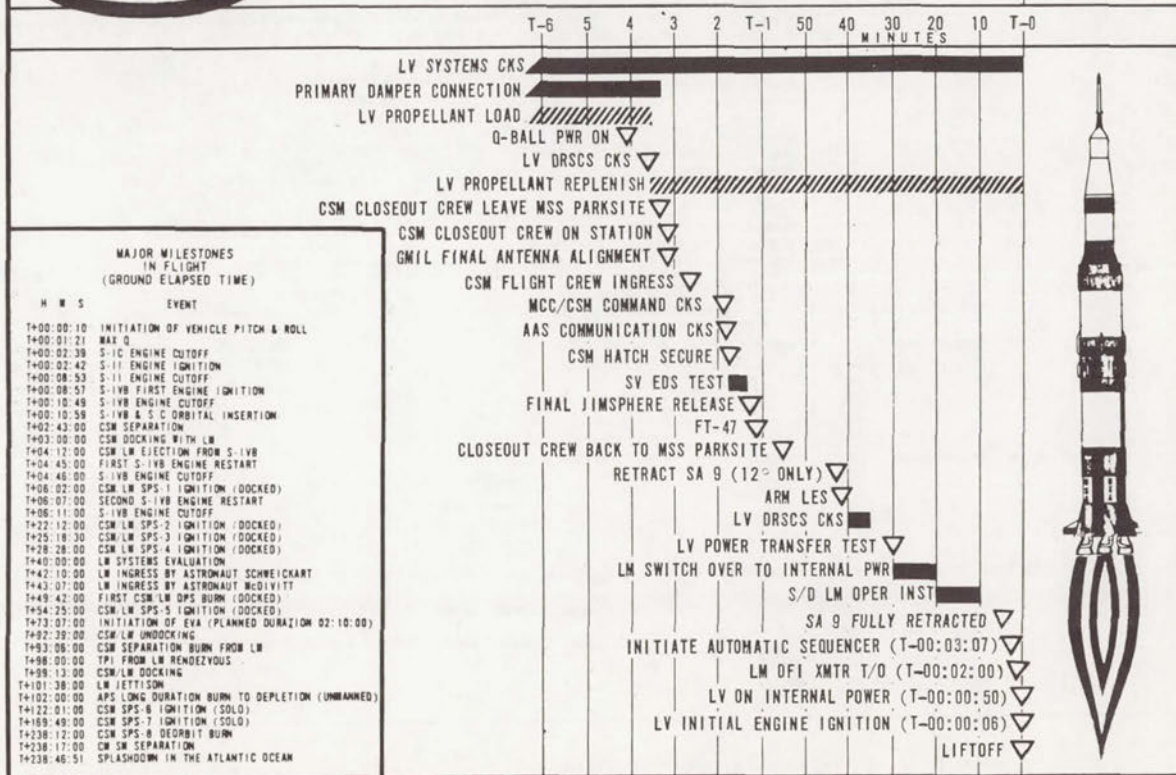 T-6 5 4 3 2 T-1 50 40 30 20 10 T-0
MINUTES
LV SYSTEMS CKS
PRIMARY DAMPER CONNECTION
LV PROPELLANT LOAD
Q-BALL PWR ON
LV DRSCS CKS
LV PROPELLANT REPLENISH
CSM CLOSEOUT CREW LEAVE MSS PARKSITE
CSM CLOSEOUT CREW ON STATION
GMIL FINAL ANTENNA ALIGNMENT
CSM FLIGHT CREW INGRESS
MCC/CSM COMMAND CKS
AAS COMMUNICATION CKS
CSM HATCH SECURE
SV EDS TEST
FINAL JIMSPHERE RELEASE
FT-47
CLOSEOUT CREW BACK TO MSS PARKSITE
RETRACT SA 9 (12° ONLY)
ARM LES
LV DRSCS CKS
LV POWER TRANSFER TEST
LM SWITCH OVER TO INTERNAL PWR
S/D LM OPER INST
SA 9 FULLY RETRACTED
INITIATE AUTOMATIC SEQUENCER (T-00:03:07)
LM DFI XMTR T/O (T-00:02:00)
LV ON INTERNAL POWER (T-00:00:50)
LV INITIAL ENGINE IGNITION (T-00:00:06)
LIFTOFF
MAJOR MILESTONES
IN FLIGHT
(GROUND ELAPSED TIME)
H M S EVENT
T+00:00:10 INITIATION OF VEHICLE PITCH & ROLL
T+00:01:21 MAX Q
T+00:02:39 S-IC ENGINE CUTOFF
T+00:02:42 S-II ENGINE IGNITION
T+00:08:53 S-II ENGINE CUTOFF
T+00:08:57 S-IVB FIRST ENGINE IGNITION
T+00:10:49 S-IVB ENGINE CUTOFF
T+00:10:59 S-IVB & S C ORBITAL INSERTION
T+02:43:00 CSM SEPARATION
T+03:00:00 CSM DOCKING WITH LM
T+04:12:00 CSM LM EJECTION FROM S-IVB
T+04:45:00 FIRST S-IVB ENGINE RESTART
T+04:46:00 S-IVB ENGINE CUTOFF
T+06:02:00 CSM LM SPS-1 IGNITION (DOCKED)
T+06:07:00 SECOND S-IVB ENGINE RESTART
T+06:11:00 S-IVB ENGINE CUTOFF
T+22:12:00 CSM LM SPS-2 IGNITION (DOCKED)
T+25:18:30 CSM/LM SPS-3 IGNITION (DOCKED)
T+28:28:00 CSM LM SPS-4 IGNITION (DOCKED)
T+40:00:00 LM SYSTEMS EVALUATION
T+42:10:00 LM INGRESS BY ASTRONAUT SCHWEICKART
T+43:07:00 LM INGRESS BY ASTRONAUT McDIVITT
T+49:42:00 FIRST CSM/LM DPS BURN (DOCKED)
T+54:25:00 CSM/LM SPS-5 IGNITION (DOCKED)
T+73:07:00 INITIATION OF EVA (PLANNED DURATION 02:10:00)
T+92:39:00 CSM/LM UNDOCKING
T+93:06:00 CSM SEPARATION BURN FROM LM
T+98:00:00 TPI FROM LM RENDEZVOUS
T+99:13:00 CSM/LM DOCKING
T+101:38:00 LM JETTISON
T+102:00:00 APS LONG DURATION BURN TO DEPLETION (UNMANNED)
T+122:01:00 CSM SPS-6 IGNITION (SOLO)
T+169:49:00 CSM SPS-7 IGNITION (SOLO)
T+238:12:00 CSM SPS-8 DEORBIT BURN
T+238:17:00 CM SM SEPARATION
T+238:46:51 SPLASHDOWN IN THE ATLANTIC OCEAN